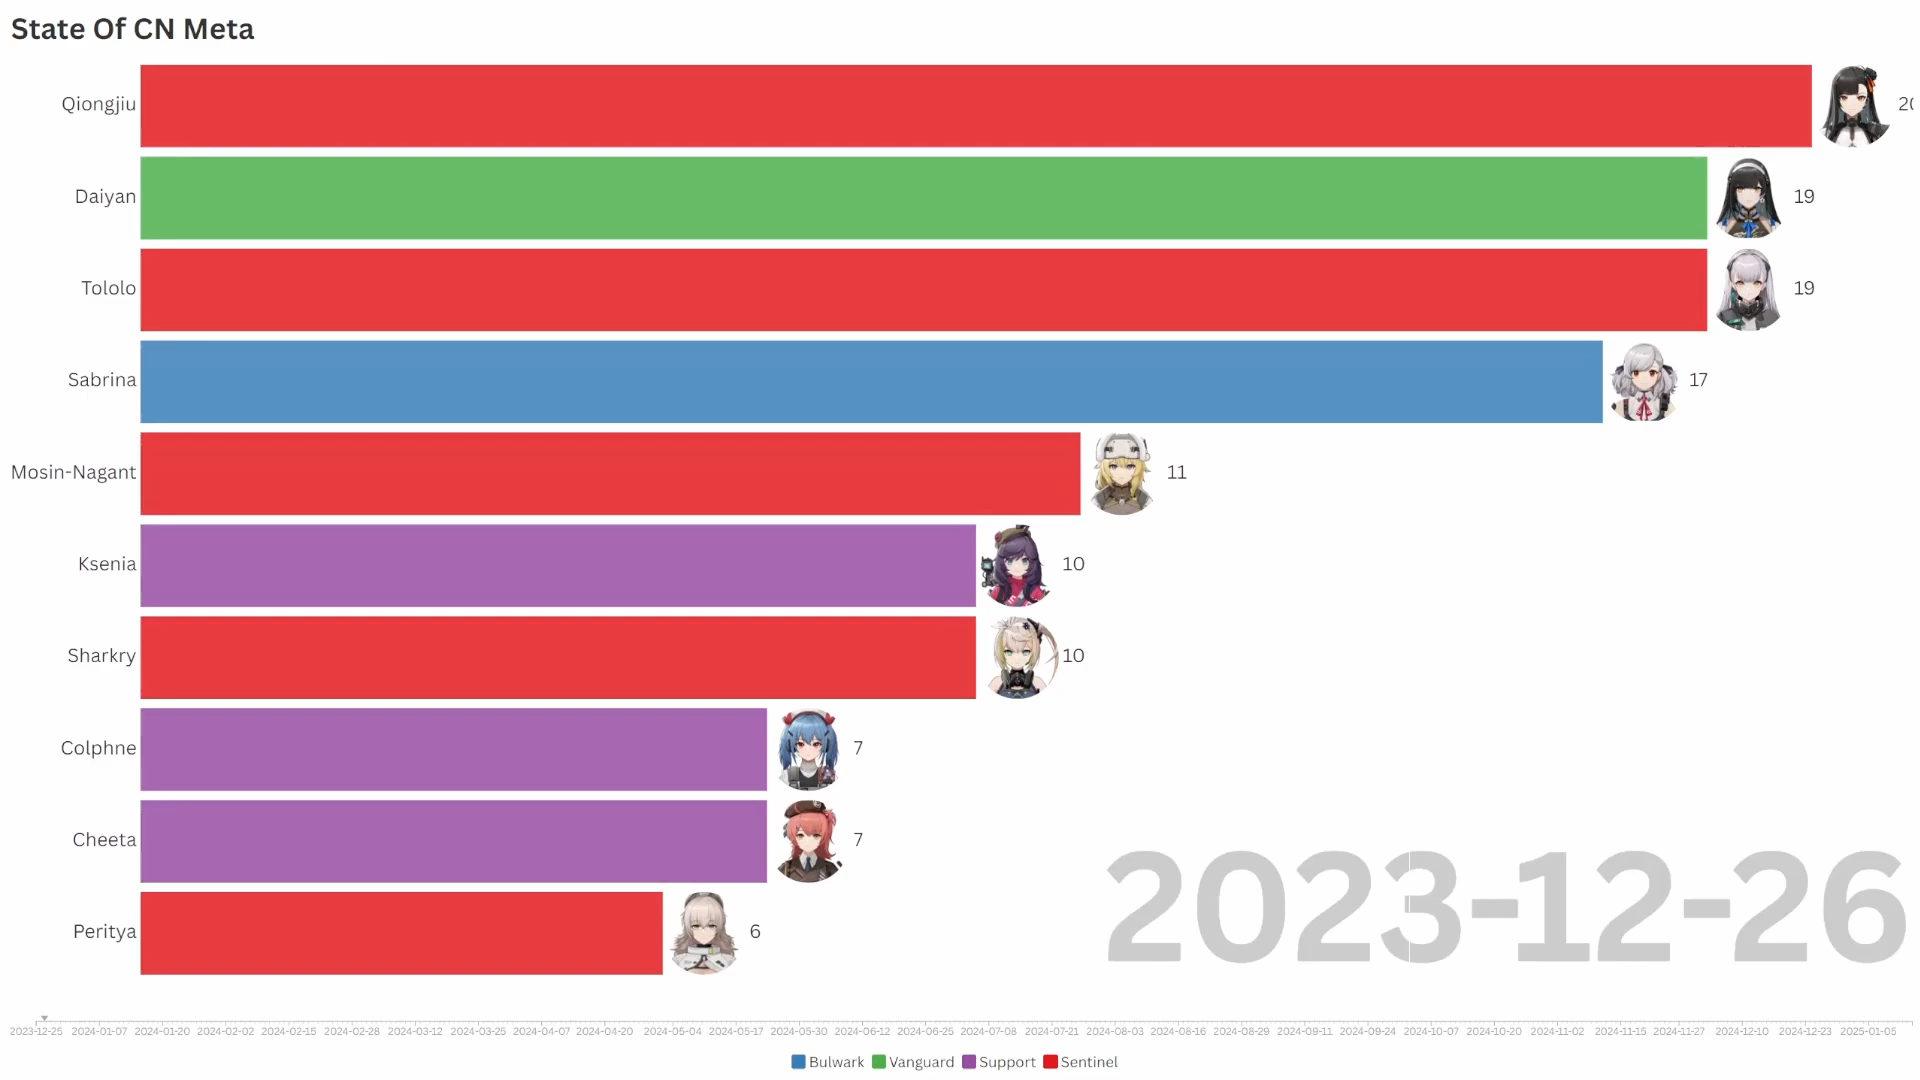 State Of CN Meta
Qiongjiu 20
Daiyan 19
Tololo 19
Sabrina 17
Mosin-Nagant 11
Ksenia 10
Sharkry 10
Colphne 7
Cheeta 7
Peritya 6
2023-12-26
2023-12-25 2024-01-07 2024-01-20 2024-02-02 2024-02-15 2024-02-28 2024-03-12 2024-03-25 2024-04-07 2024-04-20 2024-05-04 2024-05-17 2024-05-30 2024-06-12 2024-06-25 2024-07-08 2024-07-21 2024-08-03 2024-08-16 2024-08-29 2024-09-11 2024-09-24 2024-10-07 2024-10-20 2024-11-02 2024-11-15 2024-11-27 2024-12-10 2024-12-23 2025-01-05
Bulwark Vanguard Support Sentinel